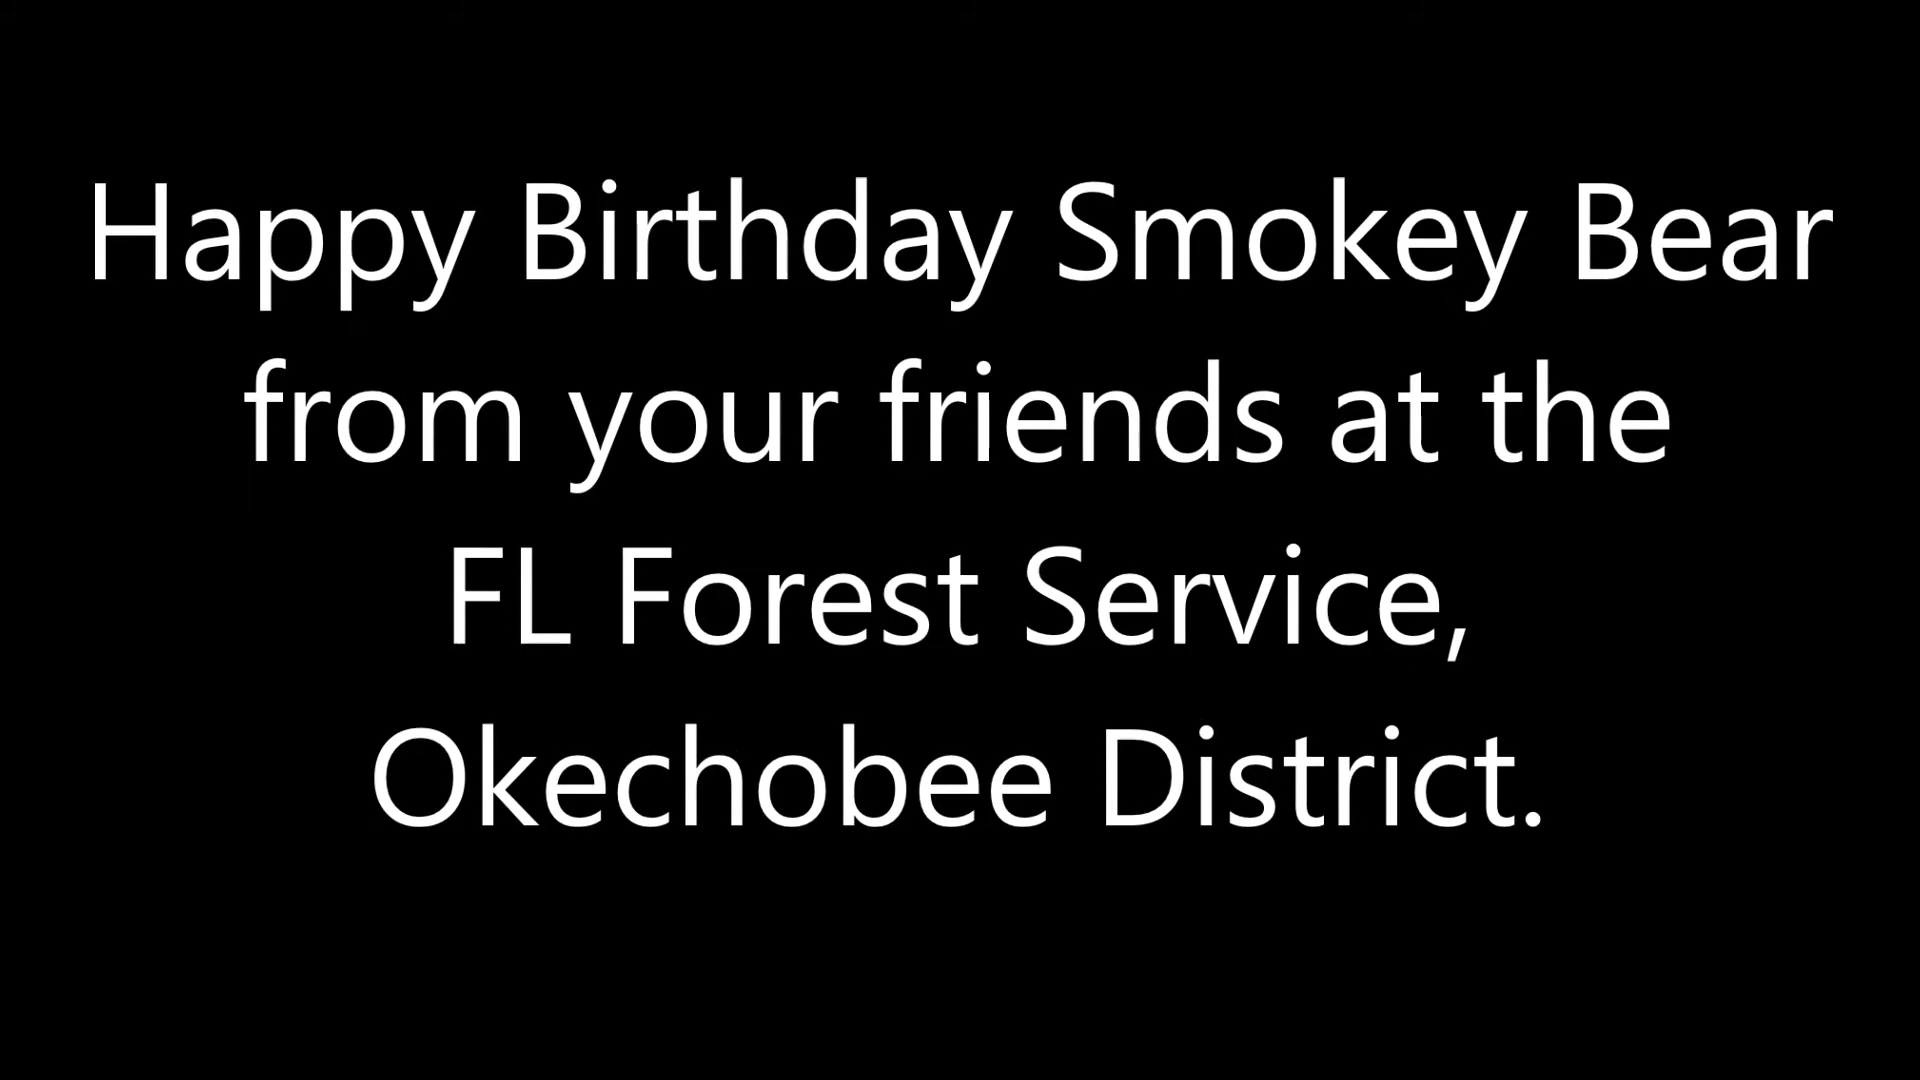 Happy Birthday Smokey Bear
from your friends at the
FL Forest Service,
Okechobee District.